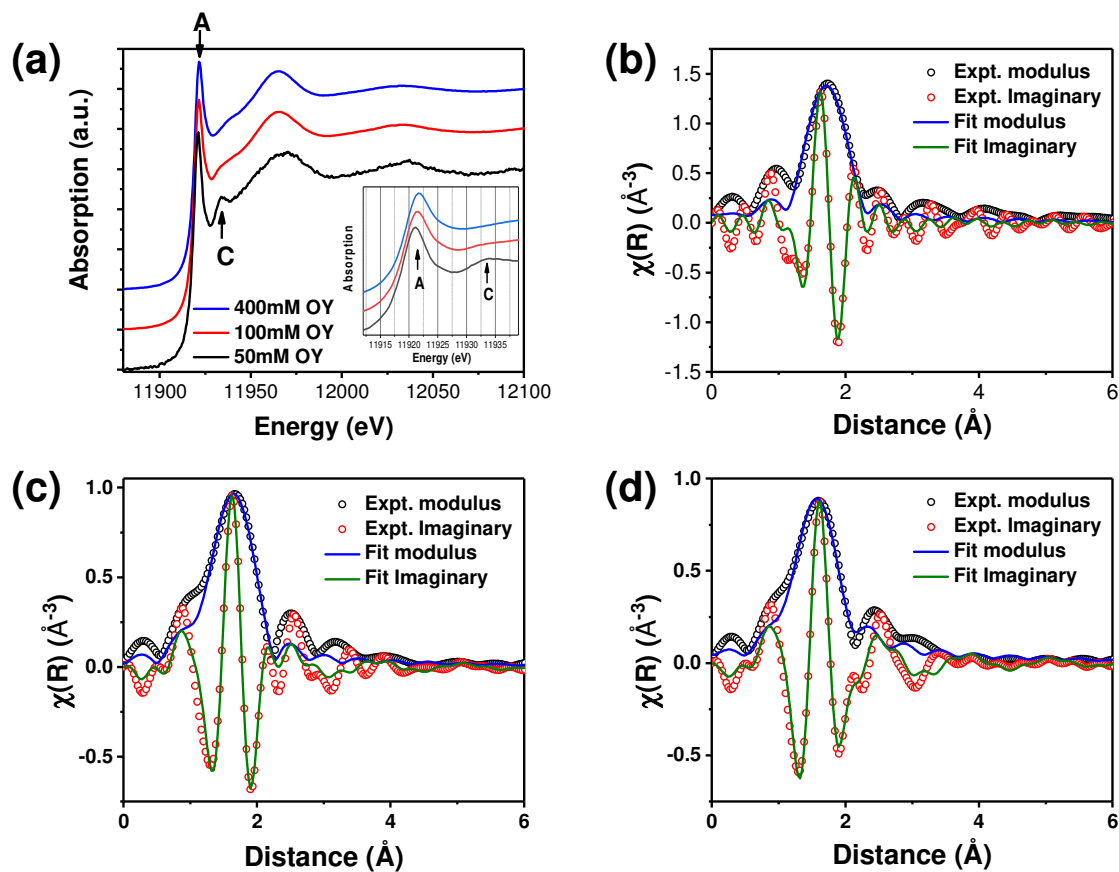 (a)
A
C
Absorption (a.u.)
400mM OY
100mM OY
50mM OY
11900 11950 12000 12050 12100
Energy (eV)
Absorption
A
C
11915 11920 11925 11930 11935
Energy (eV)
(b)
χ(R) (Å-3)
1.5
1.0
0.5
0.0
-0.5
-1.0
-1.5
Expt. modulus
Expt. Imaginary
Fit modulus
Fit Imaginary
0 2 4 6
Distance (Å)
(c)
χ(R) (Å-3)
1.0
0.5
0.0
-0.5
Expt. modulus
Expt. Imaginary
Fit modulus
Fit Imaginary
0 2 4 6
Distance (Å)
(d)
χ(R) (Å-3)
1.0
0.5
0.0
-0.5
Expt. modulus
Expt. Imaginary
Fit modulus
Fit Imaginary
0 2 4 6
Distance (Å)